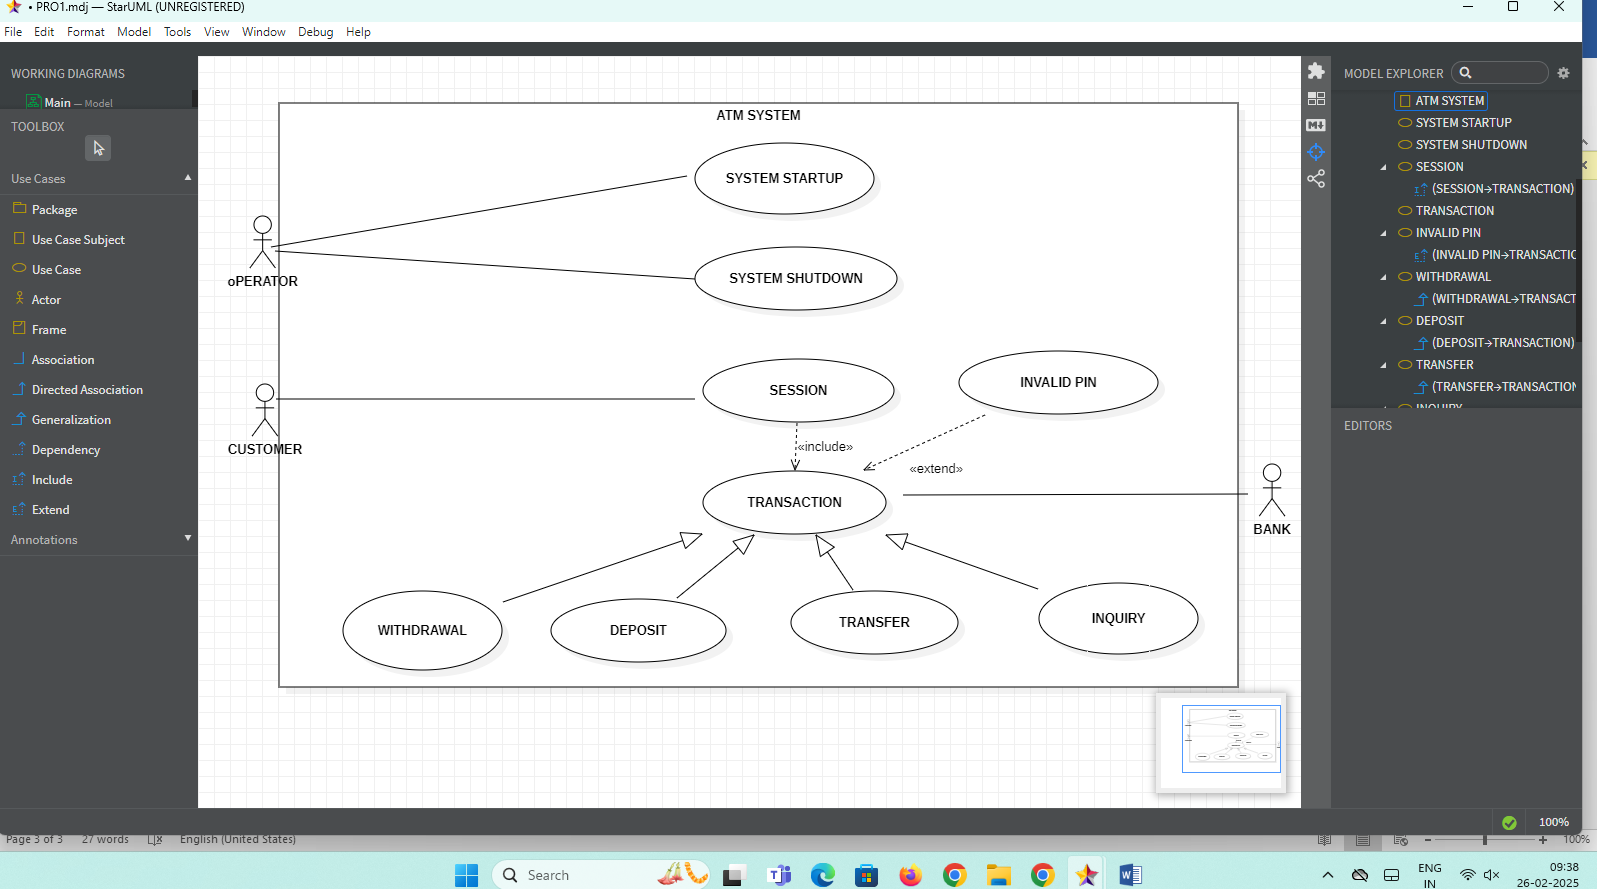 • PRO1.mdj — StarUML (UNREGISTERED)
File Edit Format Model Tools View Window Debug Help
WORKING DIAGRAMS
Main — Model
TOOLBOX
Use Cases
Package
Use Case Subject
Use Case
Actor
Frame
Association
Directed Association
Generalization
Dependency
Include
Extend
Annotations
ATM SYSTEM
SYSTEM STARTUP
SYSTEM SHUTDOWN
oPERATOR
SESSION
INVALID PIN
CUSTOMER
«include»
«extend»
TRANSACTION
BANK
WITHDRAWAL
DEPOSIT
TRANSFER
INQUIRY
MODEL EXPLORER
ATM SYSTEM
SYSTEM STARTUP
SYSTEM SHUTDOWN
SESSION
(SESSION→TRANSACTION)
TRANSACTION
INVALID PIN
(INVALID PIN→TRANSACTIC
WITHDRAWAL
(WITHDRAWAL→TRANSACT
DEPOSIT
(DEPOSIT→TRANSACTION)
TRANSFER
(TRANSFER→TRANSACTION
INQUIRY
EDITORS
100%
Page 3 of 3 27 words English (United States) 100%
Search
ENG
IN
09:38
26-02-2025